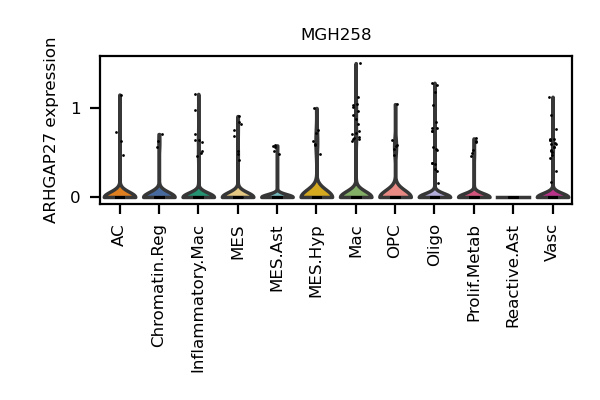 MGH258
ARHGAP27 expression
1
0
AC
Chromatin.Reg
Inflammatory.Mac
MES
MES.Ast
MES.Hyp
Mac
OPC
Oligo
Prolif.Metab
Reactive.Ast
Vasc